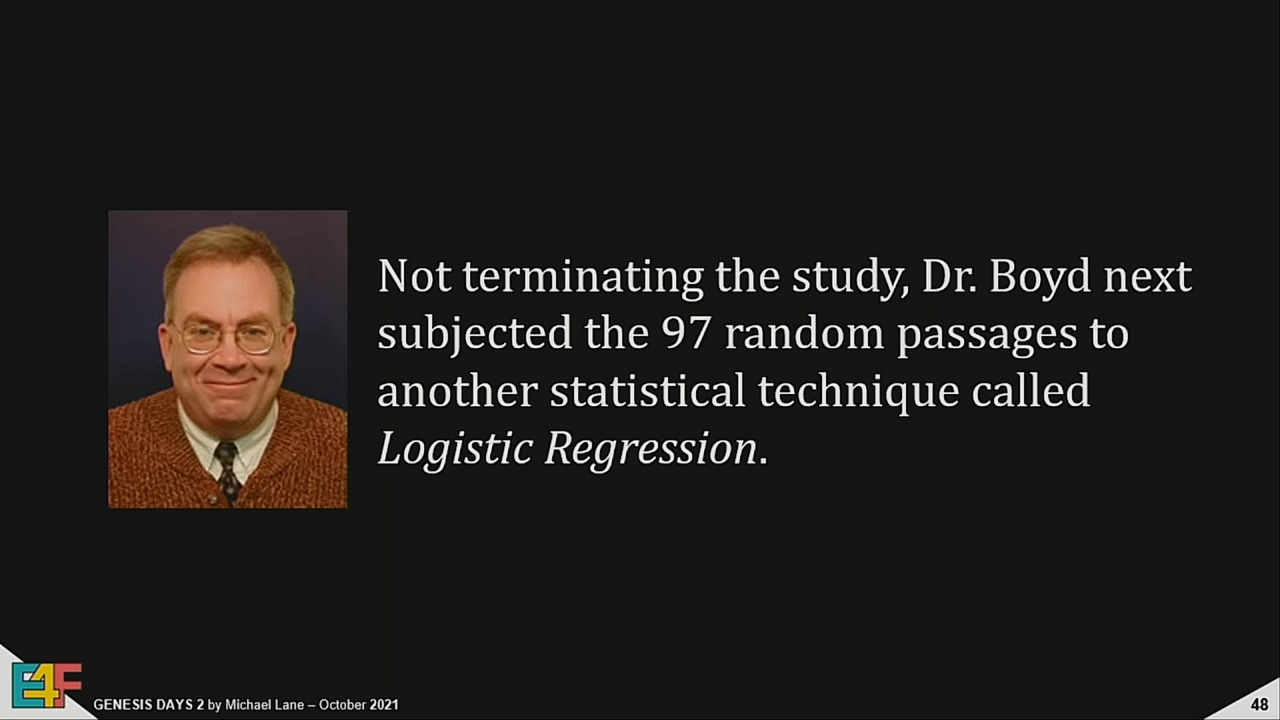 Not terminating the study, Dr. Boyd next
subjected the 97 random passages to
another statistical technique called
Logistic Regression.
E4F
GENESIS DAYS 2 by Michael Lane – October 2021
48